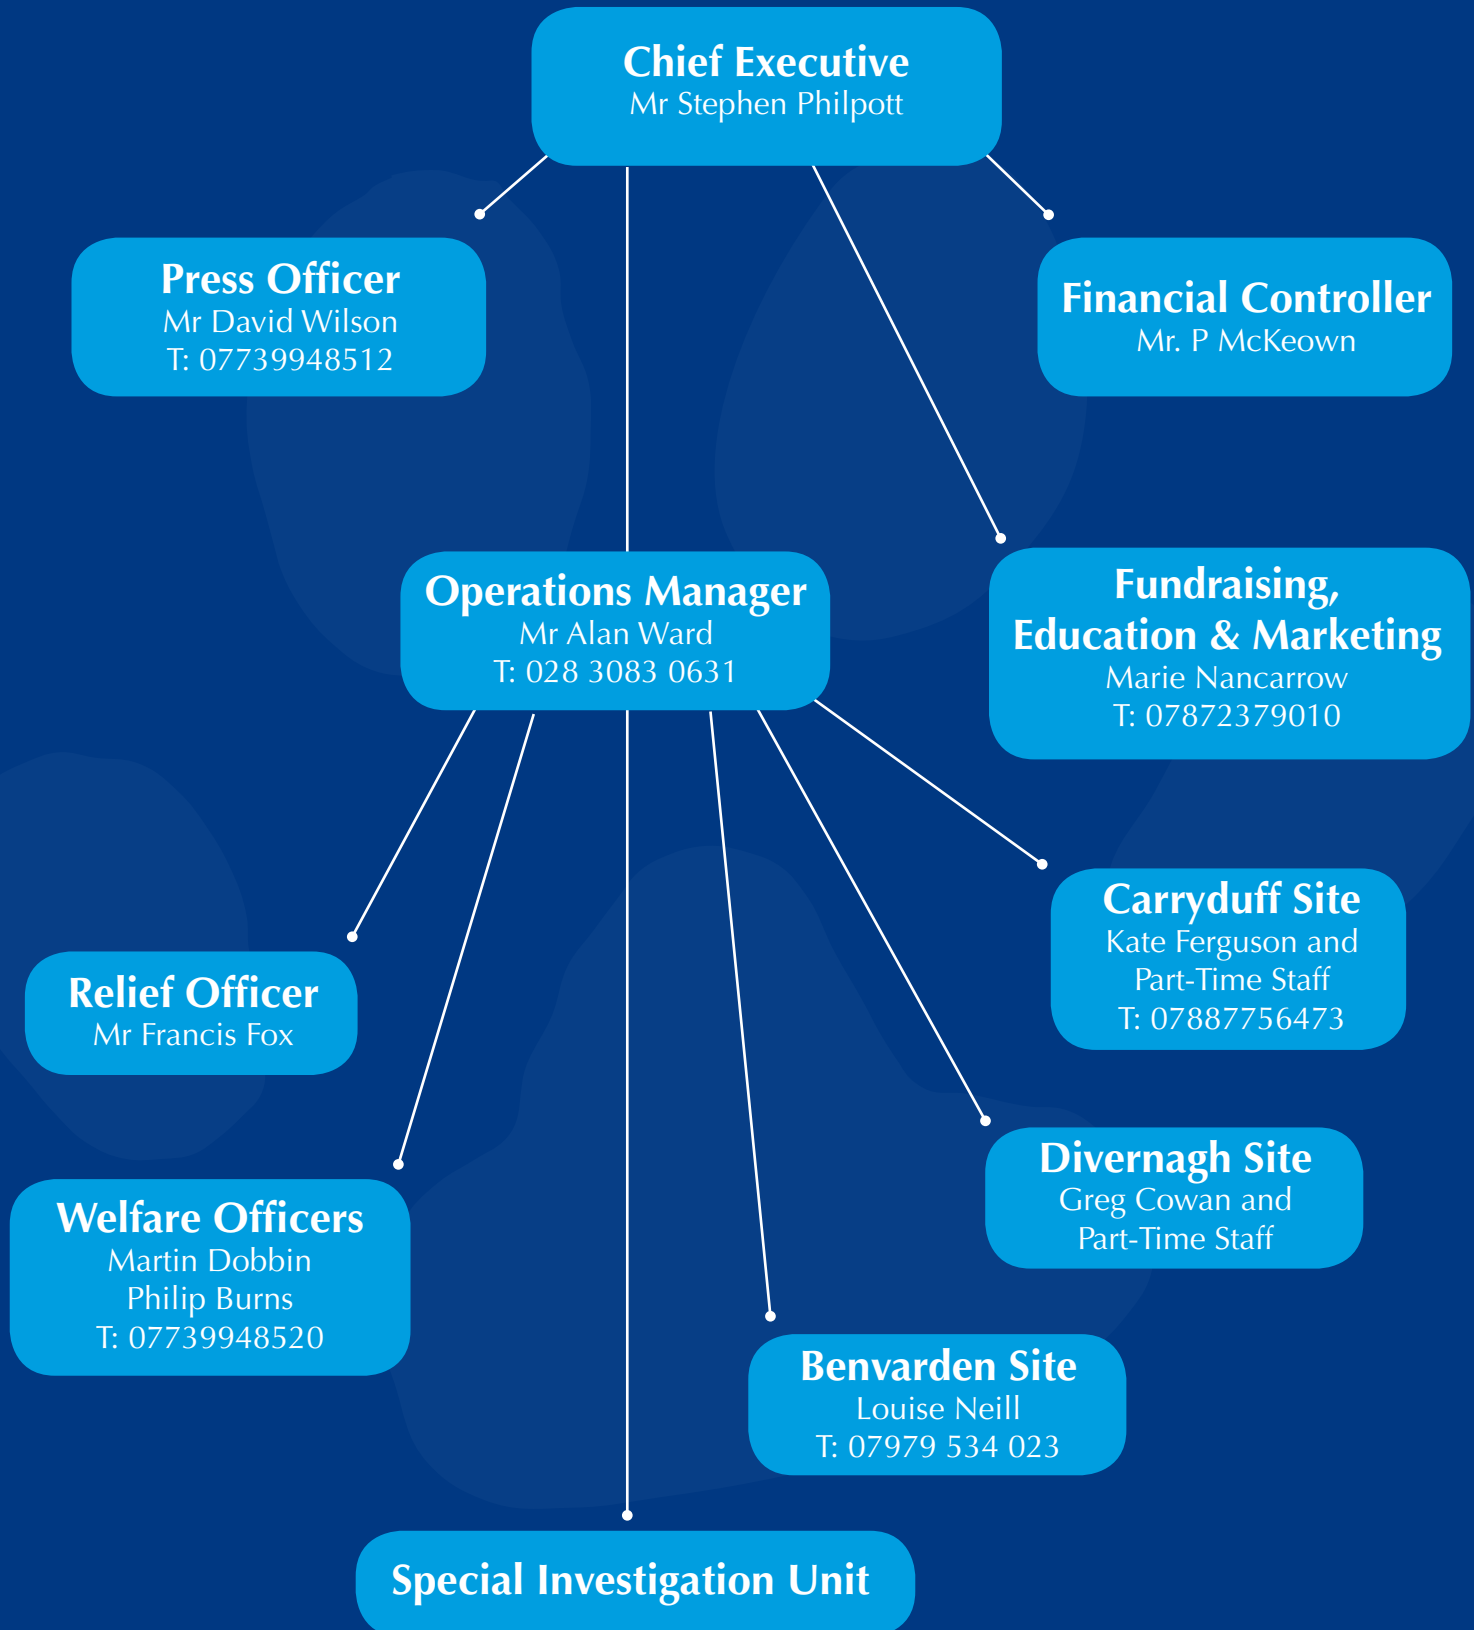 Chief Executive
Mr Stephen Philpott
Press Officer
Mr David Wilson
T: 07739948512
Financial Controller
Mr. P McKeown
Operations Manager
Mr Alan Ward
T: 028 3083 0631
Fundraising,
Education & Marketing
Marie Nancarrow
T: 07872379010
Carryduff Site
Kate Ferguson and
Part-Time Staff
T: 07887756473
Relief Officer
Mr Francis Fox
Divernagh Site
Greg Cowan and
Part-Time Staff
Welfare Officers
Martin Dobbin
Philip Burns
T: 07739948520
Benvarden Site
Louise Neill
T: 07979 534 023
Special Investigation Unit